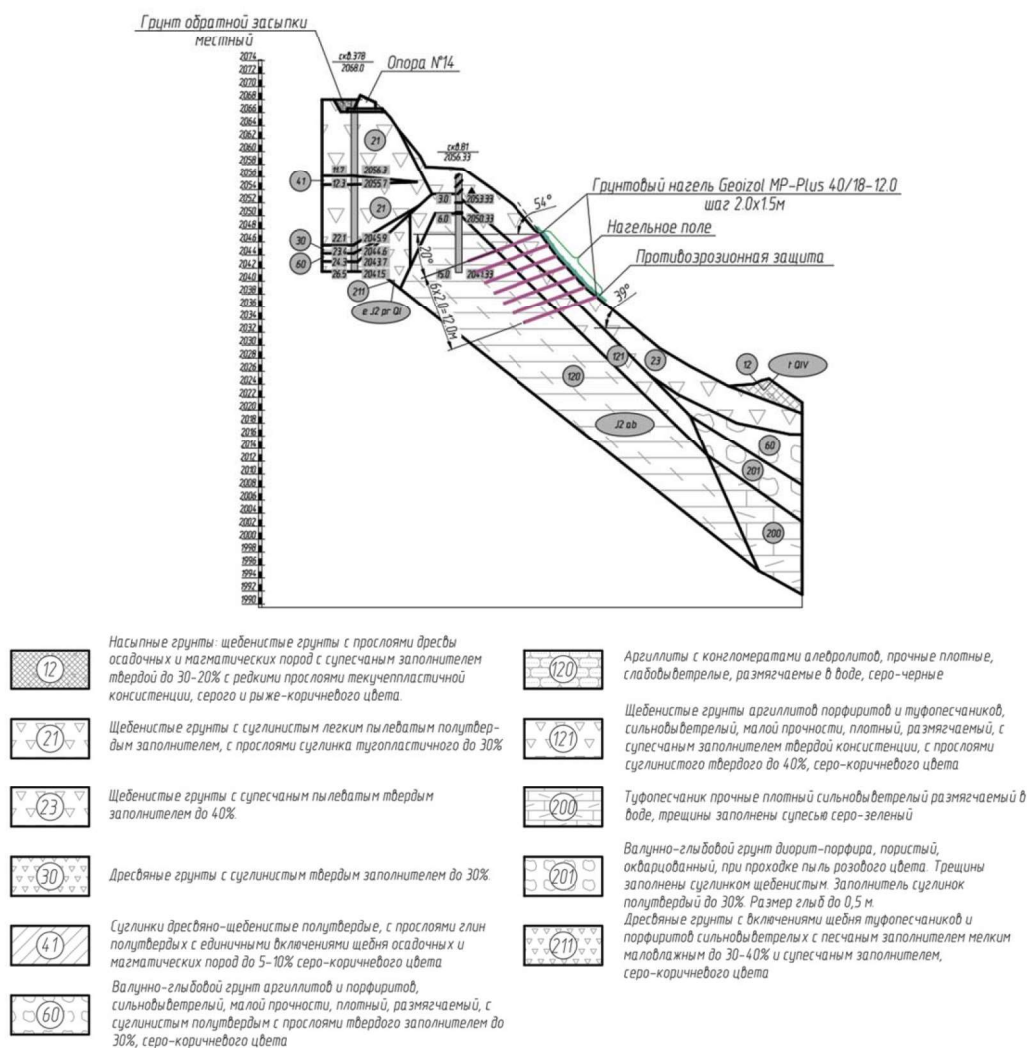 Грунт обратной засыпки
местный
скв.378
2068.0
Опора №14
скв.81
2056.33
Грунтовый нагель Geoizol MP-Plus 40/18-12.0
шаг 2.0х1.5м
Нагельное поле
Противоэрозионная защита
2074
2072
2070
2068
2066
2064
2062
2060
2058
2056
2054
2052
2050
2048
2046
2044
2042
2040
2038
2036
2034
2032
2030
2028
2026
2024
2022
2020
2018
2016
2014
2012
2010
2008
2006
2004
2002
2000
1998
1996
1994
1992
1990
21
11.7 2056.3
41
12.3 2055.7
21
22.1 2045.9
30
23.4 2044.6
60
24.3 2043.7
26.5 2041.5
211
е J2 pr QI
3.0 2053.33
6.0 2050.33
15.0 2041.33
54°
20°
6х2.0=12.0м
39°
121
23
120
J2 ab
12
t QIV
60
201
200
12
Насыпные грунты: щебенистые грунты с прослоями дресвы
осадочных и магматических пород с супесчаным заполнителем
твердой до 30-20% с редкими прослоями текучеппластичной
консистенции, серого и рыже-коричневого цвета.
21
Щебенистые грунты с суглинистым легким пылеватым полутвер-
дым заполнителем, с прослоями суглинка тугопластичного до 30%
23
Щебенистые грунты с супесчаным пылеватым твердым
заполнителем до 40%.
30
Дресвяные грунты с суглинистым твердым заполнителем до 30%.
41
Суглинки дресвяно-щебенистые полутвердые, с прослоями глин
полутвердых с единичными включениями щебня осадочных и
магматических пород до 5-10% серо-коричневого цвета
60
Валунно-глыбовой грунт аргиллитов и порфиритов,
сильновыветрелый, малой прочности, плотный, размягчаемый, с
суглинистым полутвердым с прослоями твердого заполнителем до
30%, серо-коричневого цвета
120
Аргиллиты с конгломератами алевролитов, прочные плотные,
слабовыветрелые, размягчаемые в воде, серо-черные
121
Щебенистые грунты аргиллитов порфиритов и туфопесчаников,
сильновыветрелый, малой прочности, плотный, размягчаемый, с
супесчаным заполнителем твердой консистенции, с прослоями
суглинистого твердого до 40%, серо-коричневого цвета
200
Туфопесчаник прочные плотный сильновыветрелый размягчаемый в
воде, трещины заполнены супесью серо-зеленый
201
Валунно-глыбовой грунт диорит-порфира, пористый,
окварцованный, при проходке пыль розового цвета. Трещины
заполнены суглинком щебенистым. Заполнитель суглинок
полутвердый до 30%. Размер глыб до 0,5 м.
211
Дресвяные грунты с включениями щебня туфопесчаников и
порфиритов сильновыветрелых с песчаным заполнителем мелким
маловлажным до 30-40% и супесчаным заполнителем,
серо-коричневого цвета